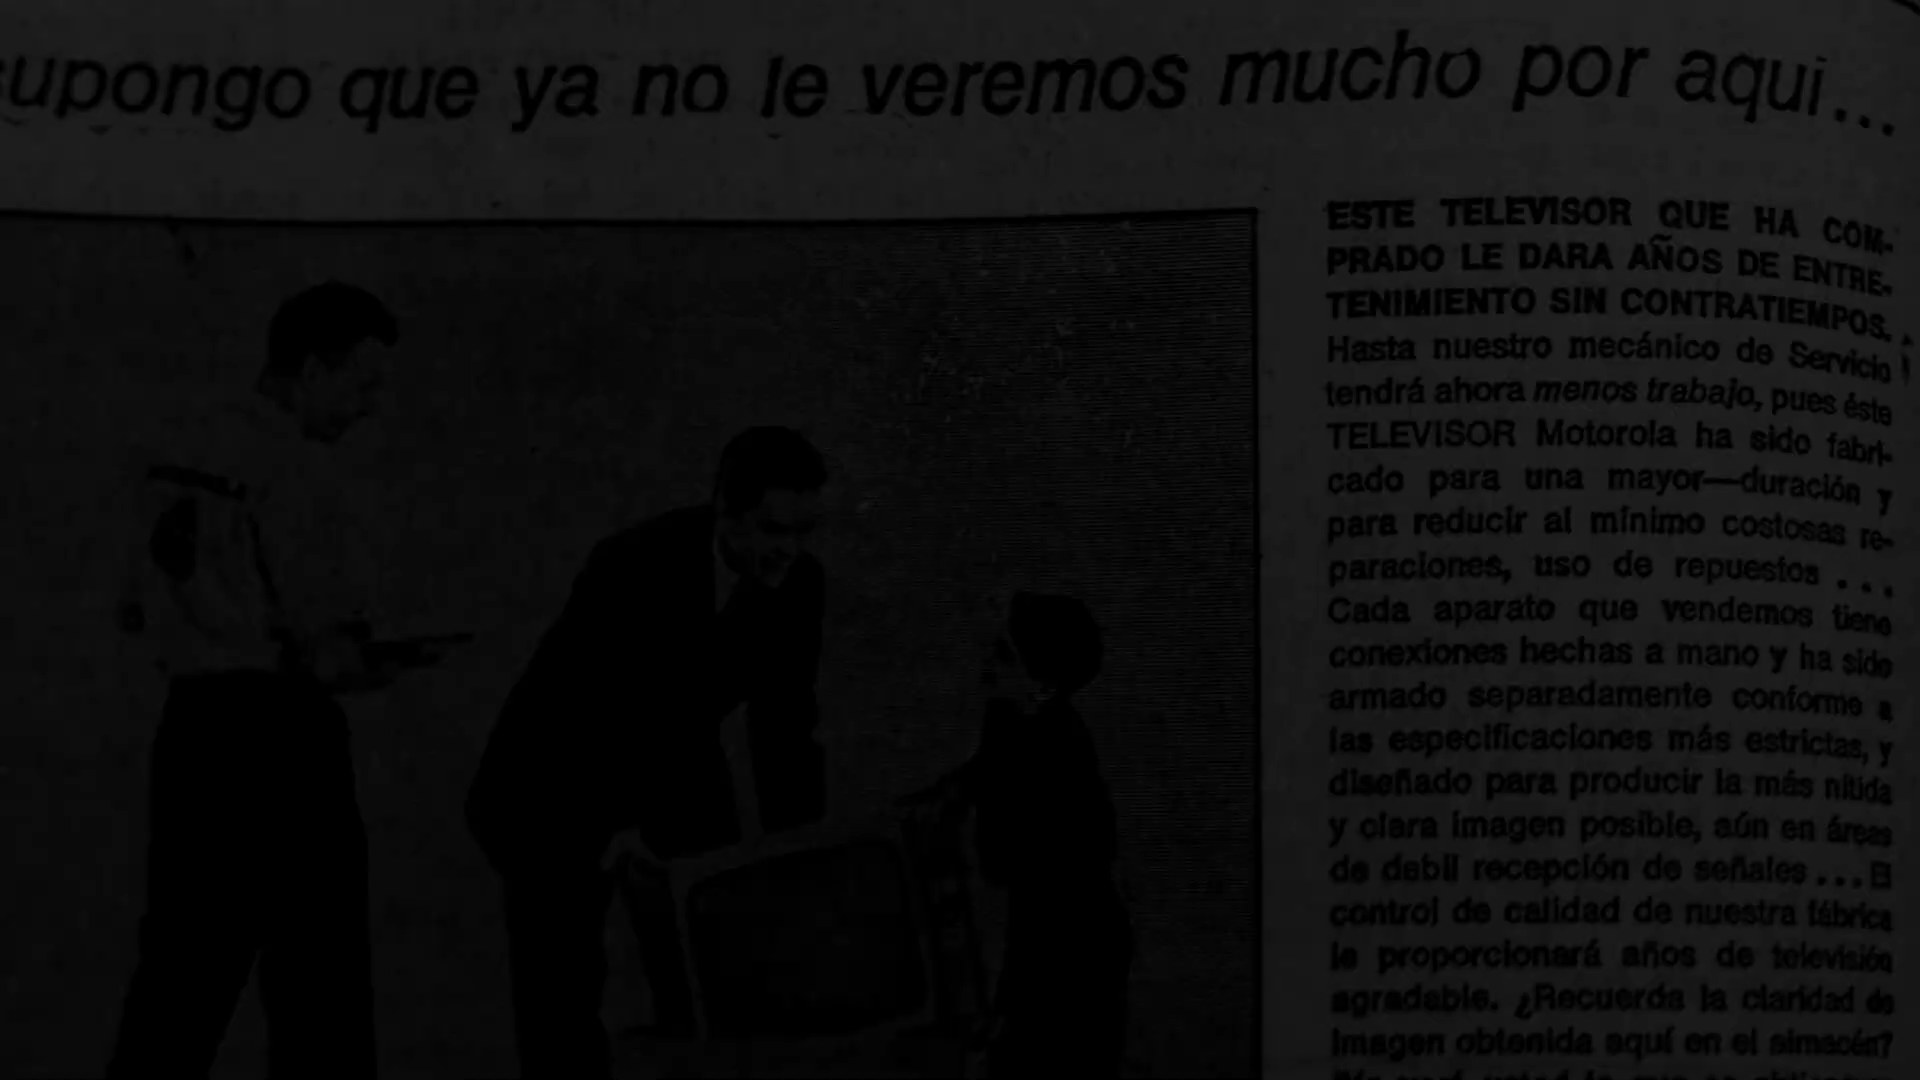 supongo que ya no le veremos mucho por aqui...
ESTE TELEVISOR QUE HA COM-
PRADO LE DARA AÑOS DE ENTRE-
TENIMIENTO SIN CONTRATIEMPOS.
Hasta nuestro mecánico de Servicio
tendrá ahora menos trabajo, pues éste
TELEVISOR Motorola ha sido fabri-
cado para una mayor—duración y
para reducir al mínimo costosas re-
paraciones, uso de repuestos...
Cada aparato que vendemos tiene
conexiones hechas a mano y ha sido
armado separadamente conforme a
las especificaciones más estrictas, y
diseñado para producir la más nítida
y clara imagen posible, aún en áreas
de debil recepción de señales... El
control de calidad de nuestra fábrica
le proporcionará años de televisión
agradable. ¿Recuerda la claridad de
imagen obtenida aquí en el almacén?